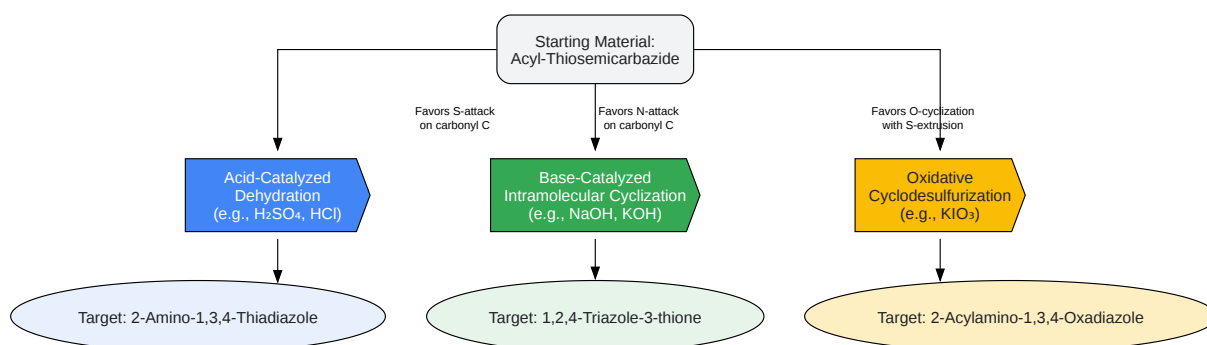 Starting Material:
Acyl-Thiosemicarbazide
Favors S-attack
on carbonyl C
Favors N-attack
on carbonyl C
Favors O-cyclization
with S-extrusion
Acid-Catalyzed
Dehydration
(e.g., H₂SO₄, HCl)
Base-Catalyzed
Intramolecular Cyclization
(e.g., NaOH, KOH)
Oxidative
Cyclodesulfurization
(e.g., KIO₃)
Target: 2-Amino-1,3,4-Thiadiazole
Target: 1,2,4-Triazole-3-thione
Target: 2-Acylamino-1,3,4-Oxadiazole